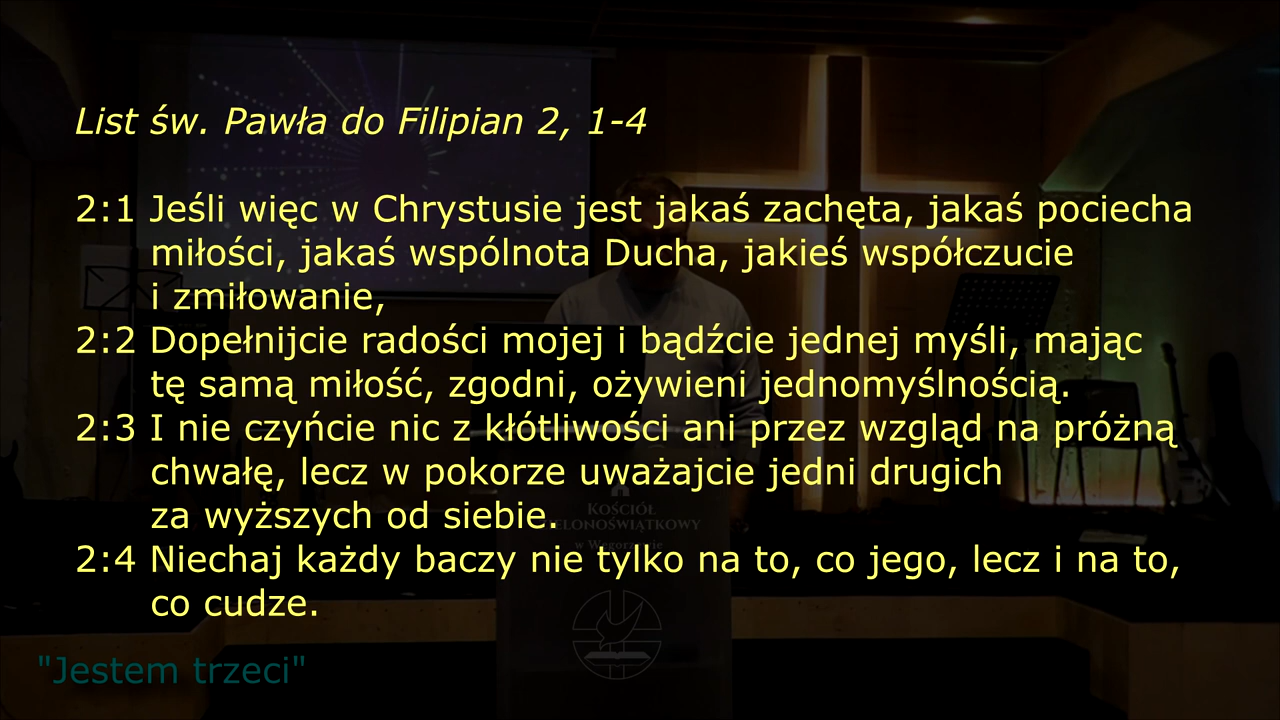 List św. Pawła do Filipian 2, 1-4
2:1 Jeśli więc w Chrystusie jest jakaś zachęta, jakaś pociecha
miłości, jakaś wspólnota Ducha, jakieś współczucie
i zmiłowanie,
2:2 Dopełnijcie radości mojej i bądźcie jednej myśli, mając
tę samą miłość, zgodni, ożywieni jednomyślnością.
2:3 I nie czyńcie nic z kłótliwości ani przez wzgląd na próżną
chwałę, lecz w pokorze uważajcie jedni drugich
za wyższych od siebie.
KOŚCIÓŁ
ELONOŚWIĄTKOWY
w Węgorzewie
2:4 Niechaj każdy baczy nie tylko na to, co jego, lecz i na to,
co cudze.
"Jestem trzeci"